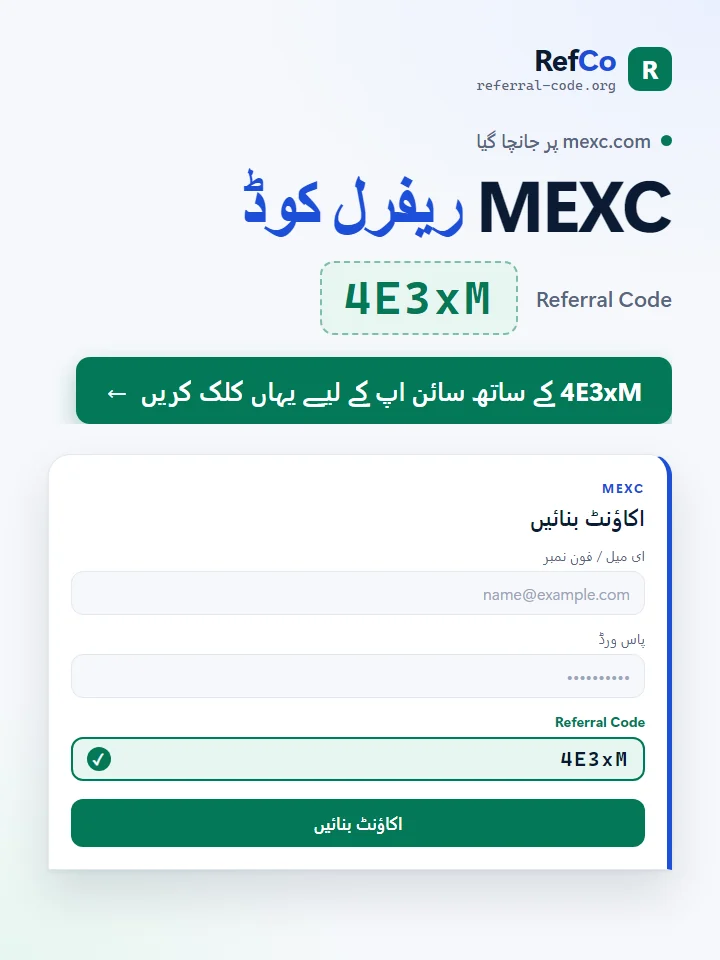 RefCo
R
referral-code.org
mexc.com پر جانچا گیا
MEXC ریفرل کوڈ
Referral Code
4E3xM
4E3xM کے ساتھ سائن اپ کے لیے یہاں کلک کریں ←
MEXC
اکاؤنٹ بنائیں
ای میل / فون نمبر
name@example.com
پاس ورڈ
••••••••••
Referral Code
4E3xM
اکاؤنٹ بنائیں